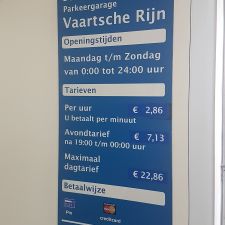 Parkeergarage
Vaartsche Rijn
Openingstijden
Maandag t/m Zondag
van 0:00 tot 24:00 uur
Tarieven
Per uur € 2,86
U betaalt per minuut
Avondtarief € 7,13
na 19:00 t/m 00:00 uur
Maximaal
dagtarief € 22,86
Betaalwijze
Pin creditcard